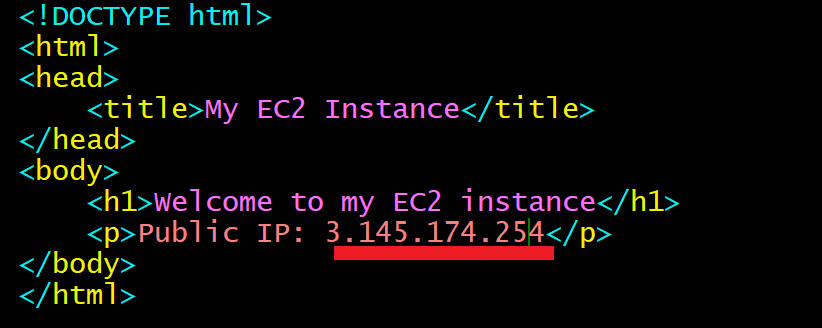 <!DOCTYPE html>
<html>
<head>
    <title>My EC2 Instance</title>
</head>
<body>
    <h1>Welcome to my EC2 instance</h1>
    <p>Public IP: 3.145.174.254</p>
</body>
</html>